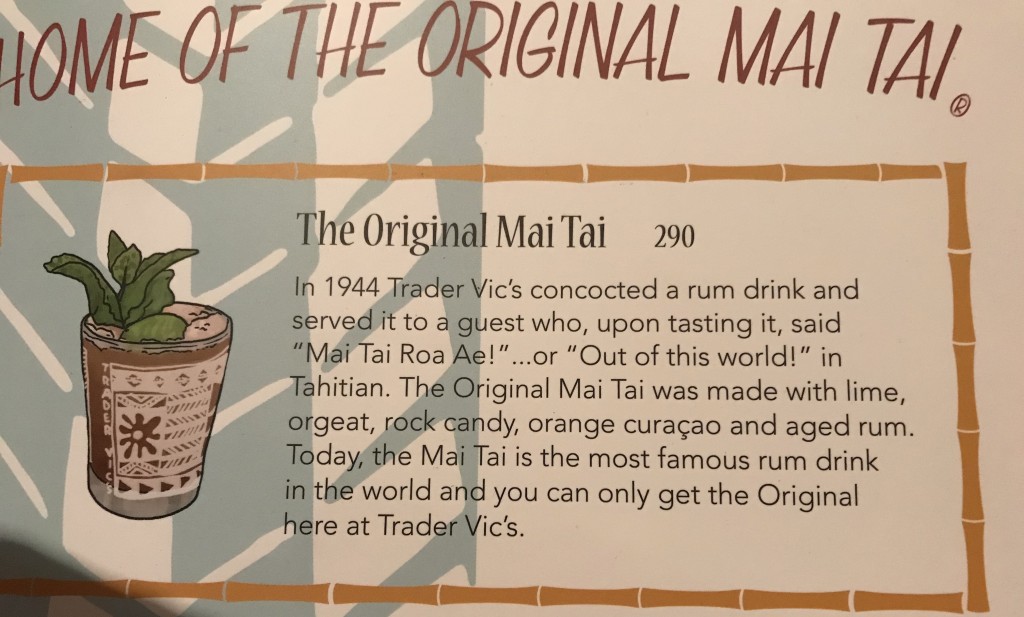 HOME OF THE ORIGINAL MAI TAI®
The Original Mai Tai 290
In 1944 Trader Vic's concocted a rum drink and
served it to a guest who, upon tasting it, said
“Mai Tai Roa Ae!”...or “Out of this world!” in
Tahitian. The Original Mai Tai was made with lime,
orgeat, rock candy, orange curaçao and aged rum.
Today, the Mai Tai is the most famous rum drink
in the world and you can only get the Original
here at Trader Vic's.
TRADER VIC'S